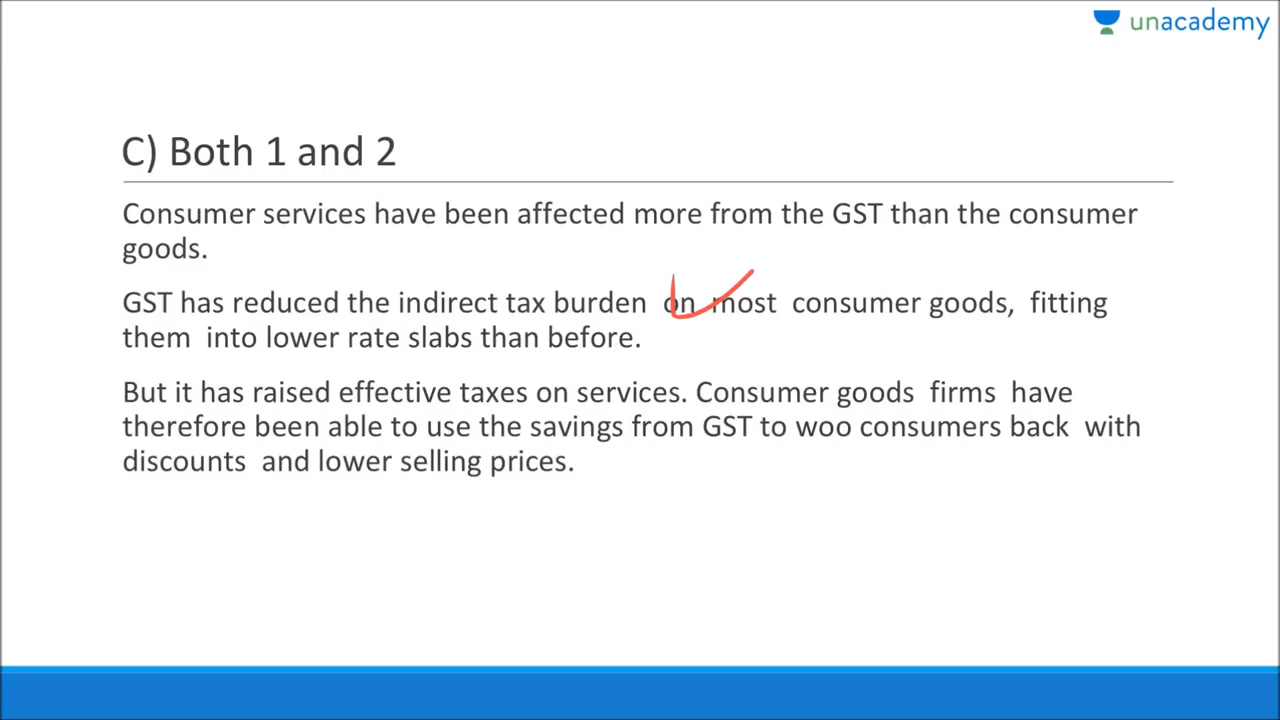 unacademy
C) Both 1 and 2
Consumer services have been affected more from the GST than the consumer
goods.
GST has reduced the indirect tax burden on most consumer goods, fitting
them into lower rate slabs than before.
But it has raised effective taxes on services. Consumer goods firms have
therefore been able to use the savings from GST to woo consumers back with
discounts and lower selling prices.